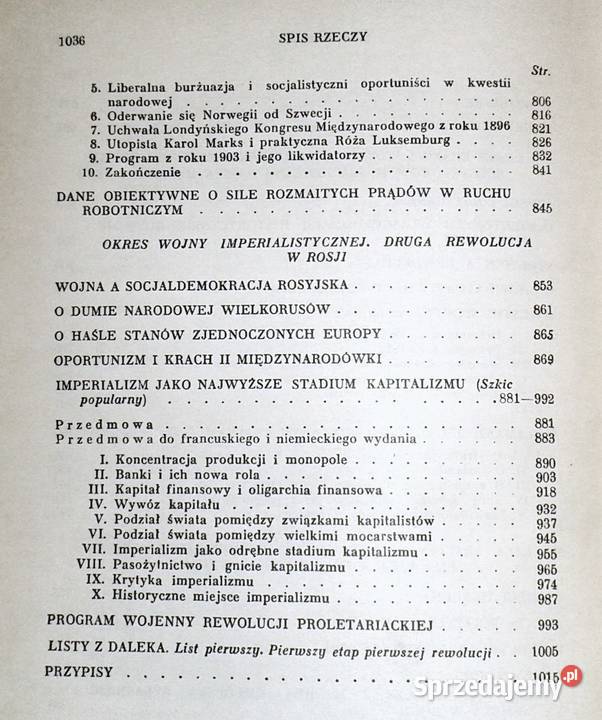 1036 SPIS RZECZY
Str.
5. Liberalna burżuazja i socjalistyczni oportuniści w kwestii
narodowej . . . . . . . . . . . . . . . . 806
6. Oderwanie się Norwegii od Szwecji . . . . . . . . . 816
7. Uchwała Londyńskiego Kongresu Międzynarodowego z roku 1896 821
8. Utopista Karol Marks i praktyczna Róża Luksemburg . . . . 826
9. Program z roku 1903 i jego likwidatorzy . . . . . . . 832
10. Zakończenie . . . . . . . . . . . . . . . . 841
DANE OBIEKTYWNE O SILE ROZMAITYCH PRĄDÓW W RUCHU
ROBOTNICZYM . . . . . . . . . . . . . . . . 845
OKRES WOJNY IMPERIALISTYCZNEJ. DRUGA REWOLUCJA
W ROSJI
WOJNA A SOCJALDEMOKRACJA ROSYJSKA . . . . . . . . 853
O DUMIE NARODOWEJ WIELKORUSÓW . . . . . . . . . 861
O HAŚLE STANÓW ZJEDNOCZONYCH EUROPY . . . . . . . 865
OPORTUNIZM I KRACH II MIĘDZYNARODÓWKI . . . . . . . 869
IMPERIALIZM JAKO NAJWYŻSZE STADIUM KAPITALIZMU (Szkic
popularny) . . . . . . . . . . . . . . . . 881—992
Przedmowa . . . . . . . . . . . . . . . . . 881
Przedmowa do francuskiego i niemieckiego wydania . . . . . 883
I. Koncentracja produkcji i monopole . . . . . . . . 890
II. Banki i ich nowa rola . . . . . . . . . . . . 903
III. Kapitał finansowy i oligarchia finansowa . . . . . . 918
IV. Wywóz kapitału . . . . . . . . . . . . . . 932
V. Podział świata pomiędzy związkami kapitalistów . . . . 937
VI. Podział świata pomiędzy wielkimi mocarstwami . . . . 945
VII. Imperializm jako odrębne stadium kapitalizmu . . . . 955
VIII. Pasożytnictwo i gnicie kapitalizmu . . . . . . . . 965
IX. Krytyka imperializmu . . . . . . . . . . . . 974
X. Historyczne miejsce imperializmu . . . . . . . . . 987
PROGRAM WOJENNY REWOLUCJI PROLETARIACKIEJ . . . . 993
LISTY Z DALEKA. List pierwszy. Pierwszy etap pierwszej rewolucji . . 1005
PRZYPISY . . . . . . . . . . . . . . . . . 1015
Sprzedajemy.pl